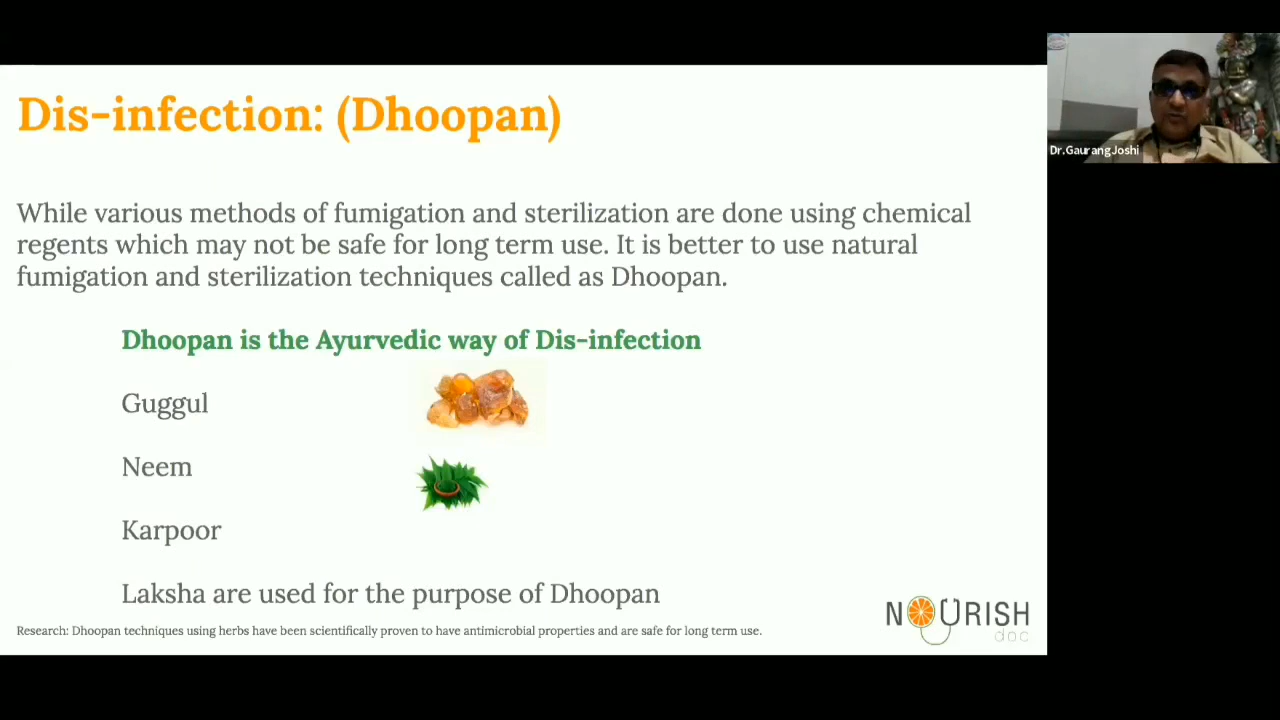 Dis-infection: (Dhoopan)
While various methods of fumigation and sterilization are done using chemical
regents which may not be safe for long term use. It is better to use natural
fumigation and sterilization techniques called as Dhoopan.
Dhoopan is the Ayurvedic way of Dis-infection
Guggul
Neem
Karpoor
Laksha are used for the purpose of Dhoopan
Research: Dhoopan techniques using herbs have been scientifically proven to have antimicrobial properties and are safe for long term use.
NOURISH
doc
Dr.GaurangJoshi